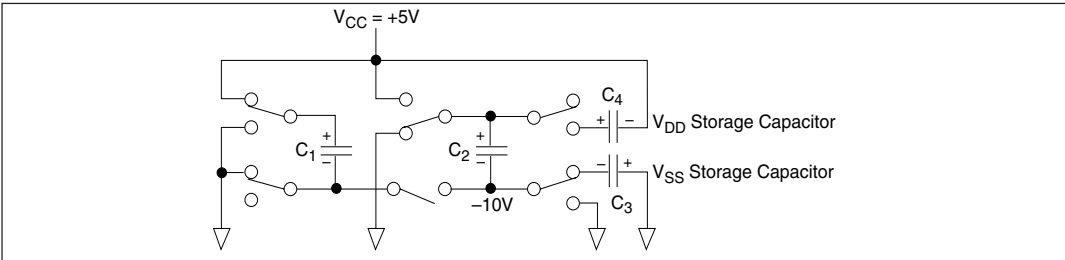 V_CC = +5V
C_4
+ –
V_DD Storage Capacitor
+
C_1
–
+
C_2
–
– +
V_SS Storage Capacitor
–10V
C_3